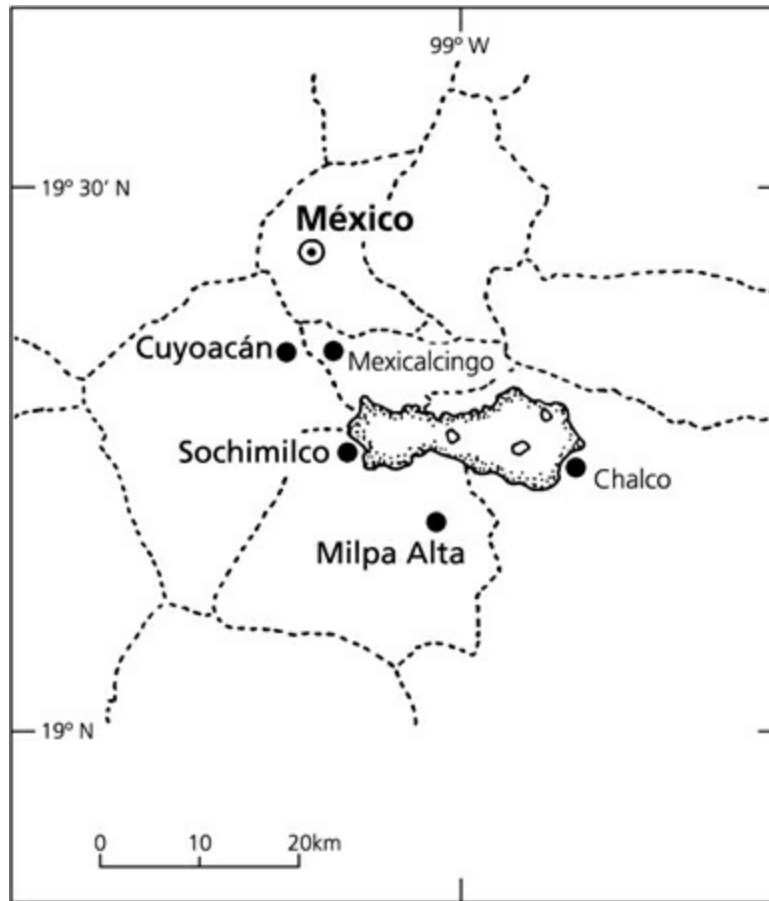 99° W
19° 30' N
México
Cuyoacán
Mexicalcingo
Sochimilco
Chalco
Milpa Alta
19° N
0 10 20km